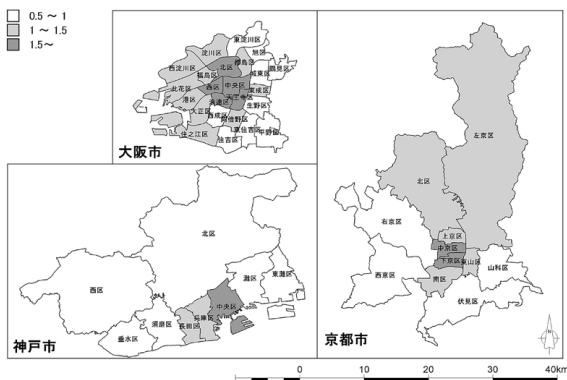 0.5 ～ 1
1 ～ 1.5
1.5～
東淀川区
淀川区
旭区
北区
都島区
西淀川区
鶴見区
福島区
城東区
此花区
西区
中央区
東成区
港区
天王寺区
浪速区
生野区
大正区
西成区
阿倍野区
住之江区
東住吉区
平野区
住吉区
大阪市
北区
西区
東灘区
灘区
中央区
兵庫区
長田区
須磨区
垂水区
神戸市
左京区
北区
右京区
上京区
中京区
下京区
東山区
山科区
西京区
南区
伏見区
京都市
N
0 10 20 30 40km